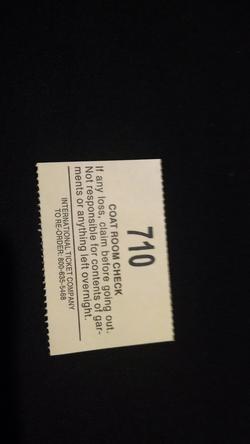 710
COAT ROOM CHECK
If any loss, claim before going out.
Not responsible for contents of gar-
ments or anything left overnight.
INTERNATIONAL TICKET COMPANY
TO RE-ORDER: 800-635-5468